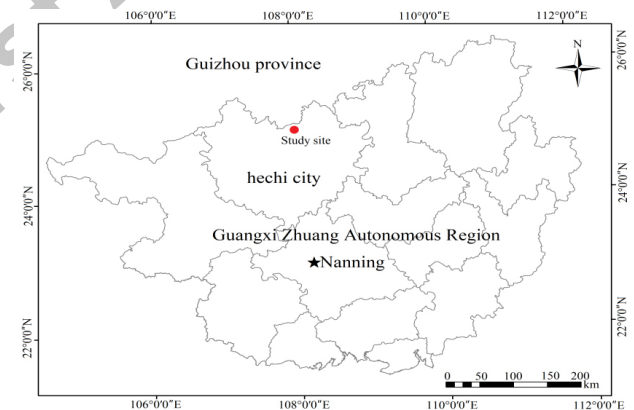 106°0'0"E 108°0'0"E 110°0'0"E 112°0'0"E
26°0'0"N
26°0'0"N
N
Guizhou province
Study site
hechi city
24°0'0"N
24°0'0"N
Guangxi Zhuang Autonomous Region
★Nanning
22°0'0"N
22°0'0"N
0 50 100 150 200
km
106°0'0"E 108°0'0"E 110°0'0"E 112°0'0"E